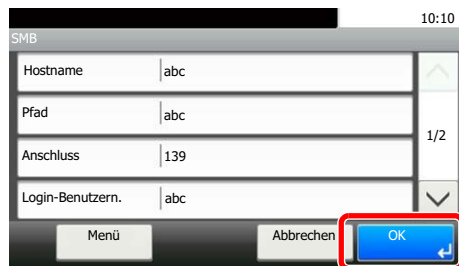 10:10
SMB
Hostname abc
Pfad abc
1/2
Anschluss 139
Login-Benutzern. abc
Menü Abbrechen OK